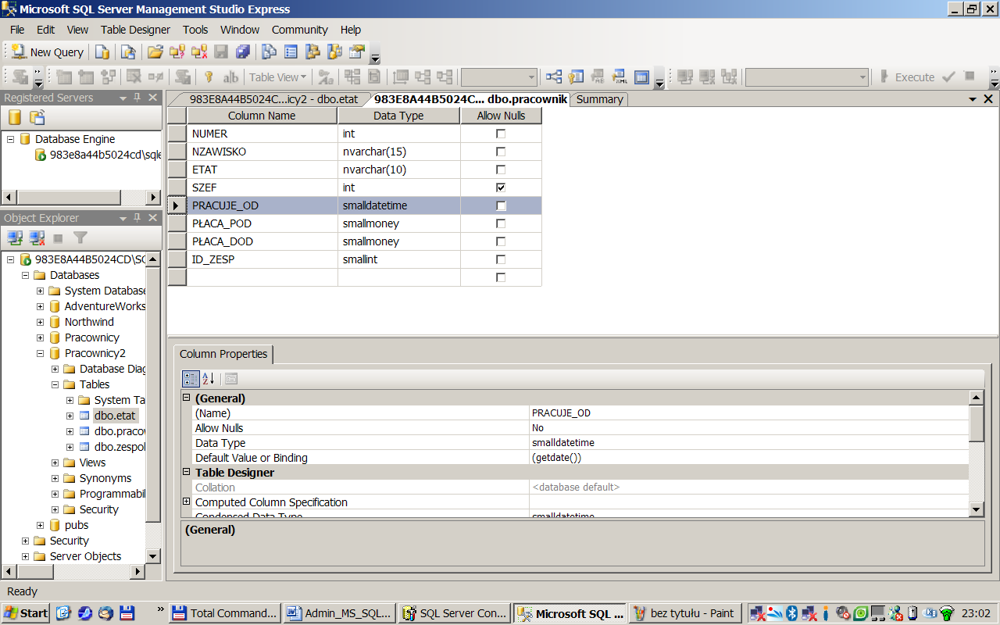 Microsoft SQL Server Management Studio Express
File Edit View Table Designer Tools Window Community Help
New Query
Table View
Execute
Registered Servers
Database Engine
983e8a44b5024cd\sqle
Object Explorer
983E8A44B5024CD\SQ
Databases
System Database
AdventureWorks
Northwind
Pracownicy
Pracownicy2
Database Diag
Tables
System Ta
dbo.etat
dbo.praco
dbo.zespol
Views
Synonyms
Programmabil
Security
pubs
Security
Server Objects
983E8A44B5024C...icy2 - dbo.etat 983E8A44B5024C... dbo.pracownik Summary
Column Name Data Type Allow Nulls
NUMER int
NZAWISKO nvarchar(15)
ETAT nvarchar(10)
SZEF int
PRACUJE_OD smalldatetime
PŁACA_POD smallmoney
PŁACA_DOD smallmoney
ID_ZESP smallint
Column Properties
(General)
(Name) PRACUJE_OD
Allow Nulls No
Data Type smalldatetime
Default Value or Binding (getdate())
Table Designer
Collation <database default>
Computed Column Specification
Condensed Data Type smalldatetime
(General)
Ready
Start Total Command... Admin_MS_SQL... SQL Server Con... Microsoft SQL ... bez tytułu - Paint 23:02